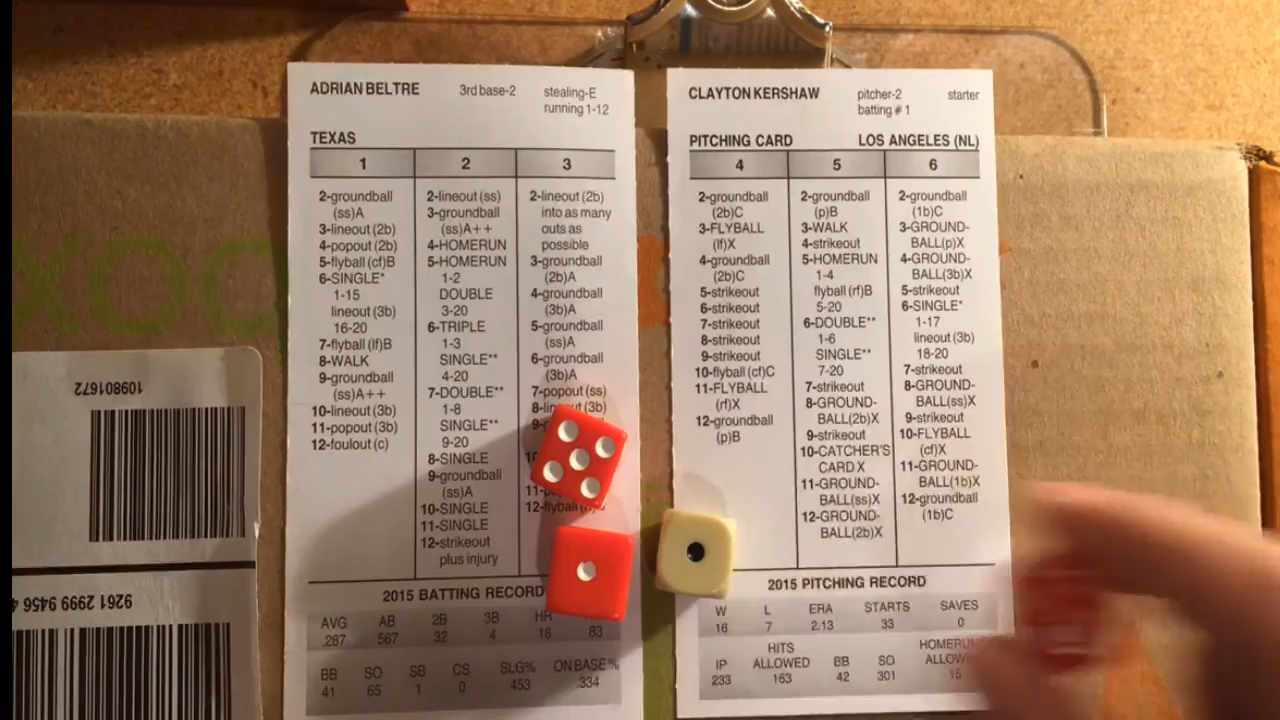 ADRIAN BELTRE 3rd base-2 stealing-E
running 1-12
TEXAS
1 2 3
2-groundball
(ss)A
3-lineout (2b)
4-popout (2b)
5-flyball (cf)B
6-SINGLE*
1-15
lineout (3b)
16-20
7-flyball (lf)B
8-WALK
9-groundball
(ss)A++
10-lineout (3b)
11-popout (3b)
12-foulout (c)
2-lineout (ss)
3-groundball
(ss)A++
4-HOMERUN
5-HOMERUN
1-2
DOUBLE
3-20
6-TRIPLE
1-3
SINGLE**
4-20
7-DOUBLE**
1-8
SINGLE**
9-20
8-SINGLE
9-groundball
(ss)A
10-SINGLE
11-SINGLE
12-strikeout
plus injury
2-lineout (2b)
into as many
outs as
possible
3-groundball
(2b)A
4-groundball
(3b)A
5-groundball
(ss)A
6-groundball
(3b)A
7-popout (ss)
8-lineout (3b)
9-
10
11-
12-flyball
2015 BATTING RECORD
AVG AB 2B 3B HR
.287 567 32 4 18 83
BB SO SB CS SLG% ON BASE %
41 65 1 0 .453 .334
CLAYTON KERSHAW pitcher-2 starter
batting # 1
PITCHING CARD LOS ANGELES (NL)
4 5 6
2-groundball
(2b)C
3-FLYBALL
(lf)X
4-groundball
(2b)C
5-strikeout
6-strikeout
7-strikeout
8-strikeout
9-strikeout
10-flyball (cf)C
11-FLYBALL
(rf)X
12-groundball
(p)B
2-groundball
(p)B
3-WALK
4-strikeout
5-HOMERUN
1-4
flyball (rf)B
5-20
6-DOUBLE**
1-6
SINGLE**
7-20
7-strikeout
8-GROUND-
BALL(2b)X
9-strikeout
10-CATCHER'S
CARD X
11-GROUND-
BALL(ss)X
12-GROUND-
BALL(2b)X
2-groundball
(1b)C
3-GROUND-
BALL(p)X
4-GROUND-
BALL(3b)X
5-strikeout
6-SINGLE*
1-17
lineout (3b)
18-20
7-strikeout
8-GROUND-
BALL(ss)X
9-strikeout
10-FLYBALL
(cf)X
11-GROUND-
BALL(1b)X
12-groundball
(1b)C
2015 PITCHING RECORD
W L ERA STARTS SAVES
16 7 2.13 33 0
IP HITS ALLOWED BB SO HOMERUN
233 163 42 301 15
109801672
9261 2999 9456 4